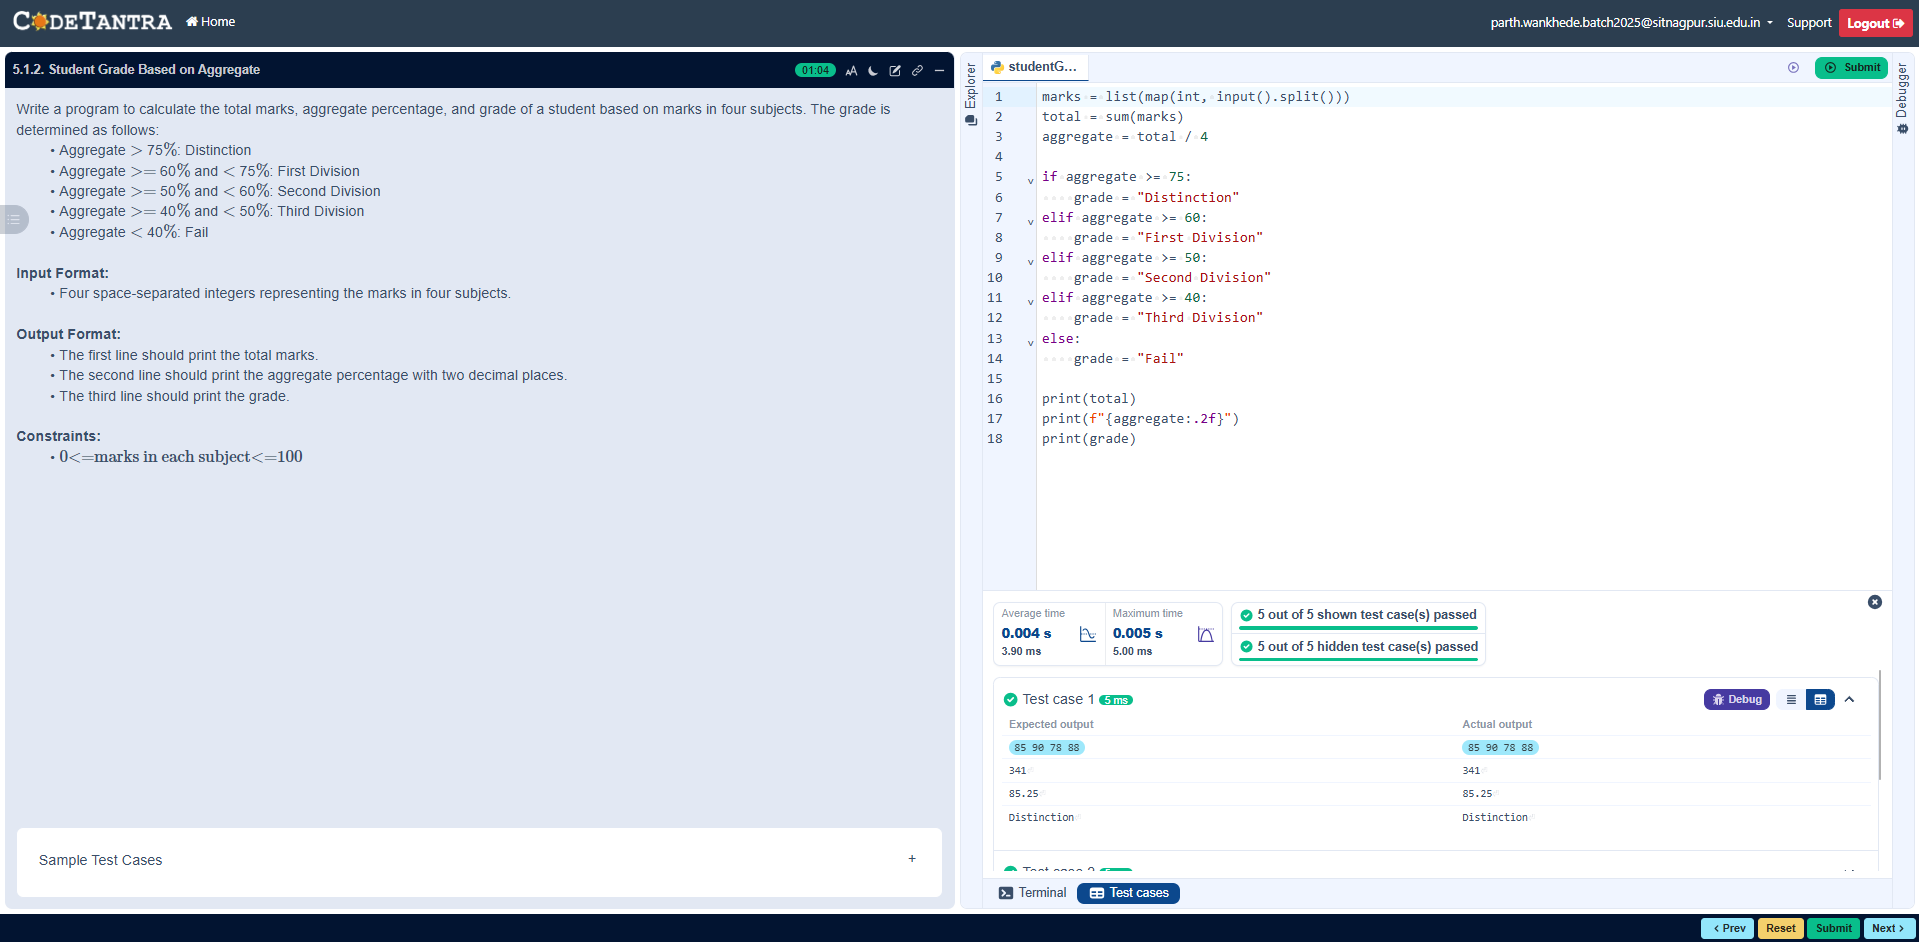 CODETANTRA Home
parth.wankhede.batch2025@sitnagpur.siu.edu.in Support Logout
5.1.2. Student Grade Based on Aggregate 01:04 AA
Write a program to calculate the total marks, aggregate percentage, and grade of a student based on marks in four subjects. The grade is
determined as follows:
• Aggregate > 75%: Distinction
• Aggregate >= 60% and < 75%: First Division
• Aggregate >= 50% and < 60%: Second Division
• Aggregate >= 40% and < 50%: Third Division
• Aggregate < 40%: Fail
Input Format:
• Four space-separated integers representing the marks in four subjects.
Output Format:
• The first line should print the total marks.
• The second line should print the aggregate percentage with two decimal places.
• The third line should print the grade.
Constraints:
• 0<=marks in each subject<=100
Sample Test Cases +
Explorer
studentG...
Submit
Debugger
1 marks = list(map(int, input().split()))
2 total = sum(marks)
3 aggregate = total / 4
4
5 if aggregate >= 75:
6     grade = "Distinction"
7 elif aggregate >= 60:
8     grade = "First Division"
9 elif aggregate >= 50:
10     grade = "Second Division"
11 elif aggregate >= 40:
12     grade = "Third Division"
13 else:
14     grade = "Fail"
15
16 print(total)
17 print(f"{aggregate:.2f}")
18 print(grade)
Average time
0.004 s
3.90 ms
Maximum time
0.005 s
5.00 ms
5 out of 5 shown test case(s) passed
5 out of 5 hidden test case(s) passed
Test case 1 5 ms
Debug
Expected output Actual output
85 90 78 88 85 90 78 88
341 341
85.25 85.25
Distinction Distinction
Test case 2
Terminal Test cases
< Prev Reset Submit Next >